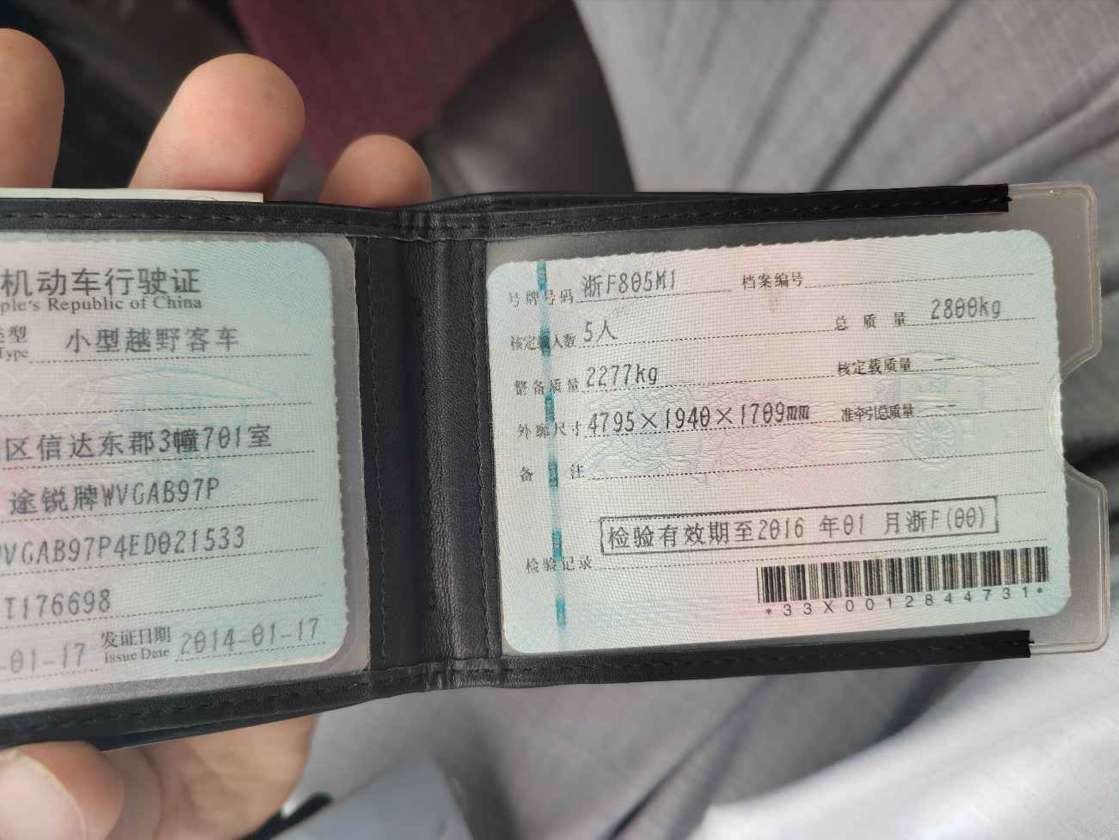 机动车行驶证
ple's Republic of China
类型 小型越野客车
Type
区信达东郡3幢701室
途锐牌WVGAB97P
WVGAB97P4ED021533
T176698
-01-17 发证日期 2014-01-17
Issue Date
号牌号码 浙F805M1 档案编号
核定载人数 5人 总质量 2800kg
整备质量 2277kg 核定载质量 --
外廓尺寸 4795×1940×1709mm 准牵引总质量 --
备注
检验有效期至2016年01月浙F(00)
检验记录
*33X0012844731*